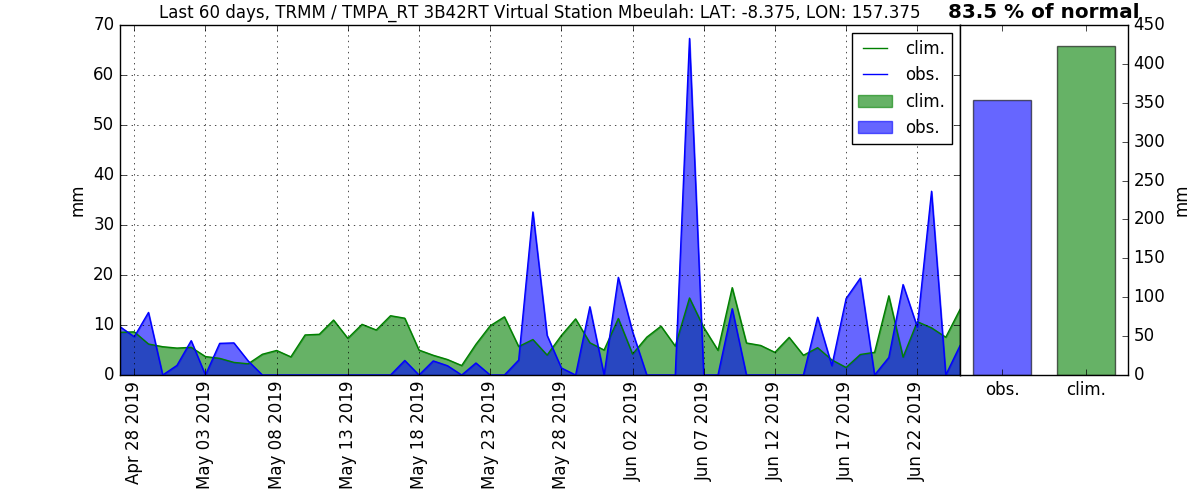 Last 60 days, TRMM / TMPA_RT 3B42RT Virtual Station Mbeulah: LAT: -8.375, LON: 157.375
83.5 % of normal
70
60
50
40
30
20
10
0
mm
clim.
obs.
clim.
obs.
450
400
350
300
250
200
150
100
50
0
mm
obs.
clim.
Apr 28 2019
May 03 2019
May 08 2019
May 13 2019
May 18 2019
May 23 2019
May 28 2019
Jun 02 2019
Jun 07 2019
Jun 12 2019
Jun 17 2019
Jun 22 2019